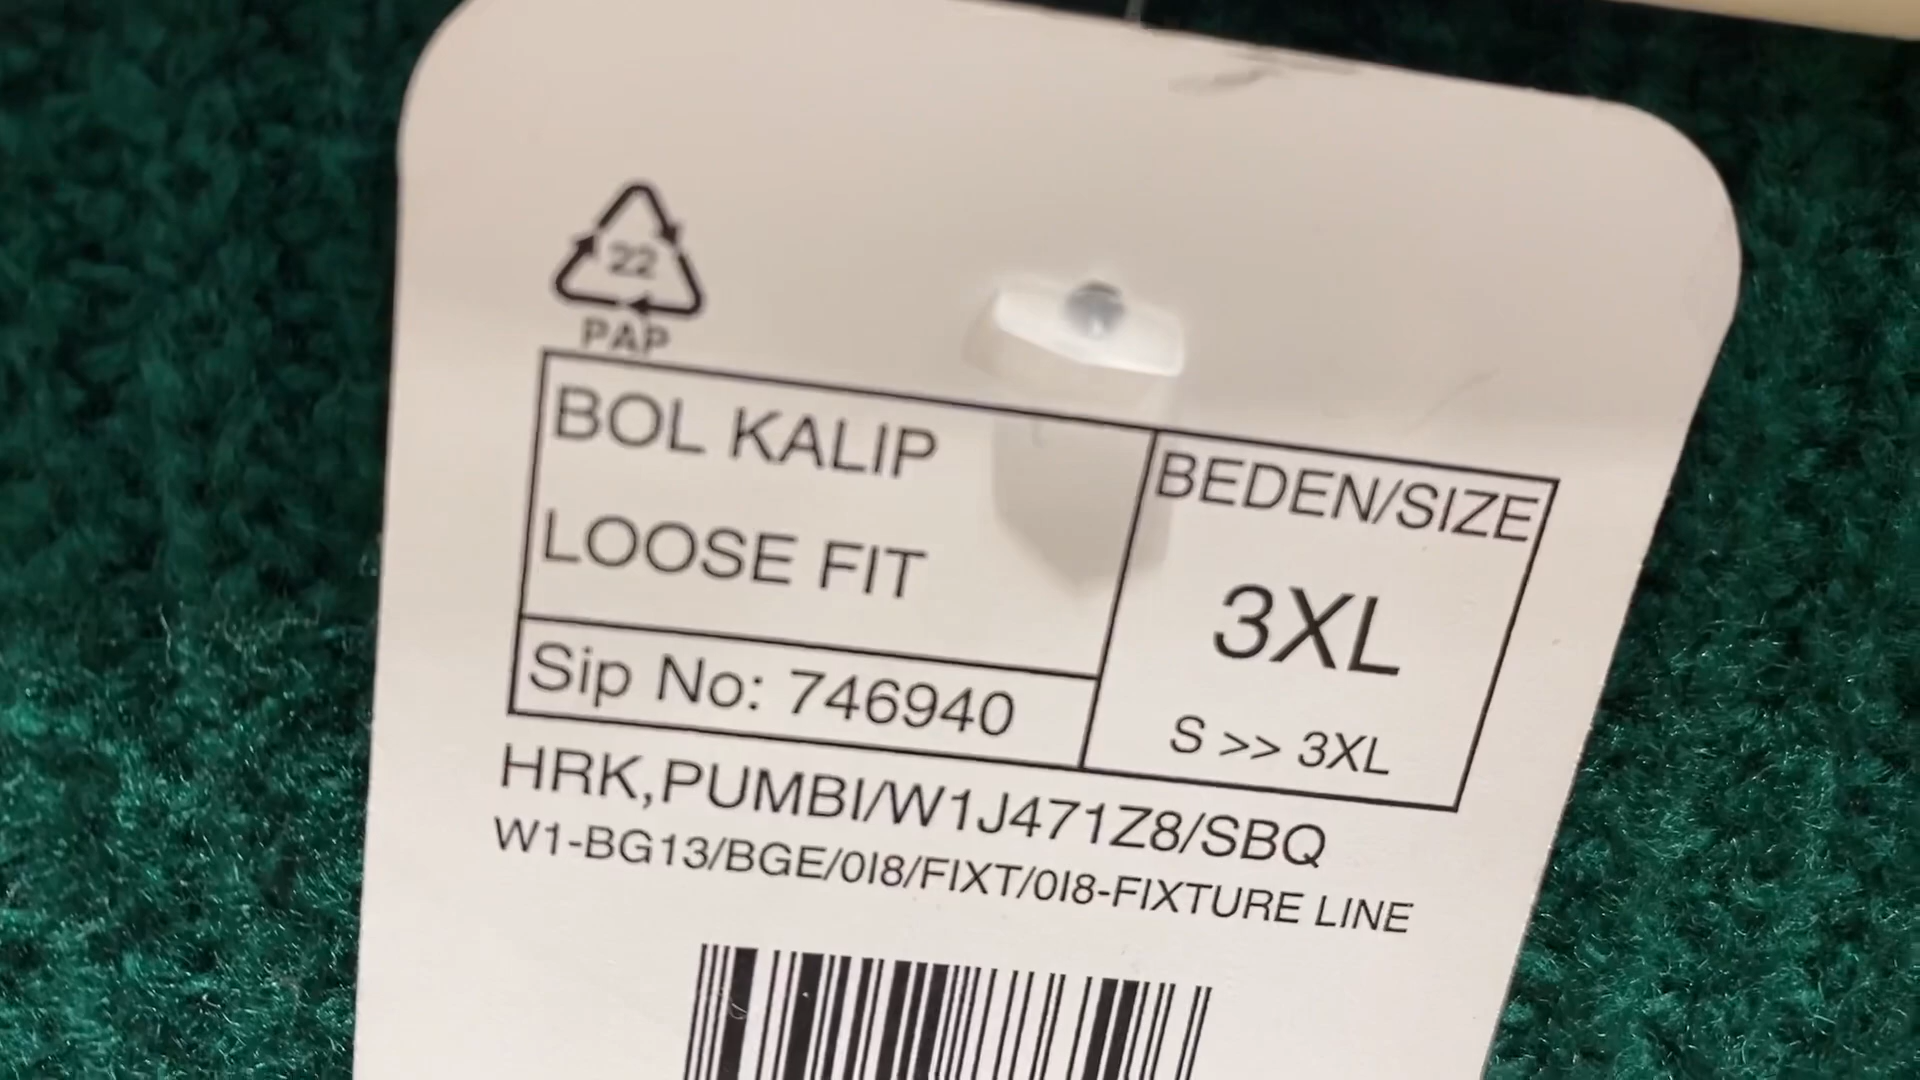 22
PAP
BOL KALIP
LOOSE FIT
BEDEN/SIZE
3XL
S >> 3XL
Sip No: 746940
HRK,PUMBI/W1J471Z8/SBQ
W1-BG13/BGE/0I8/FIXT/0I8-FIXTURE LINE